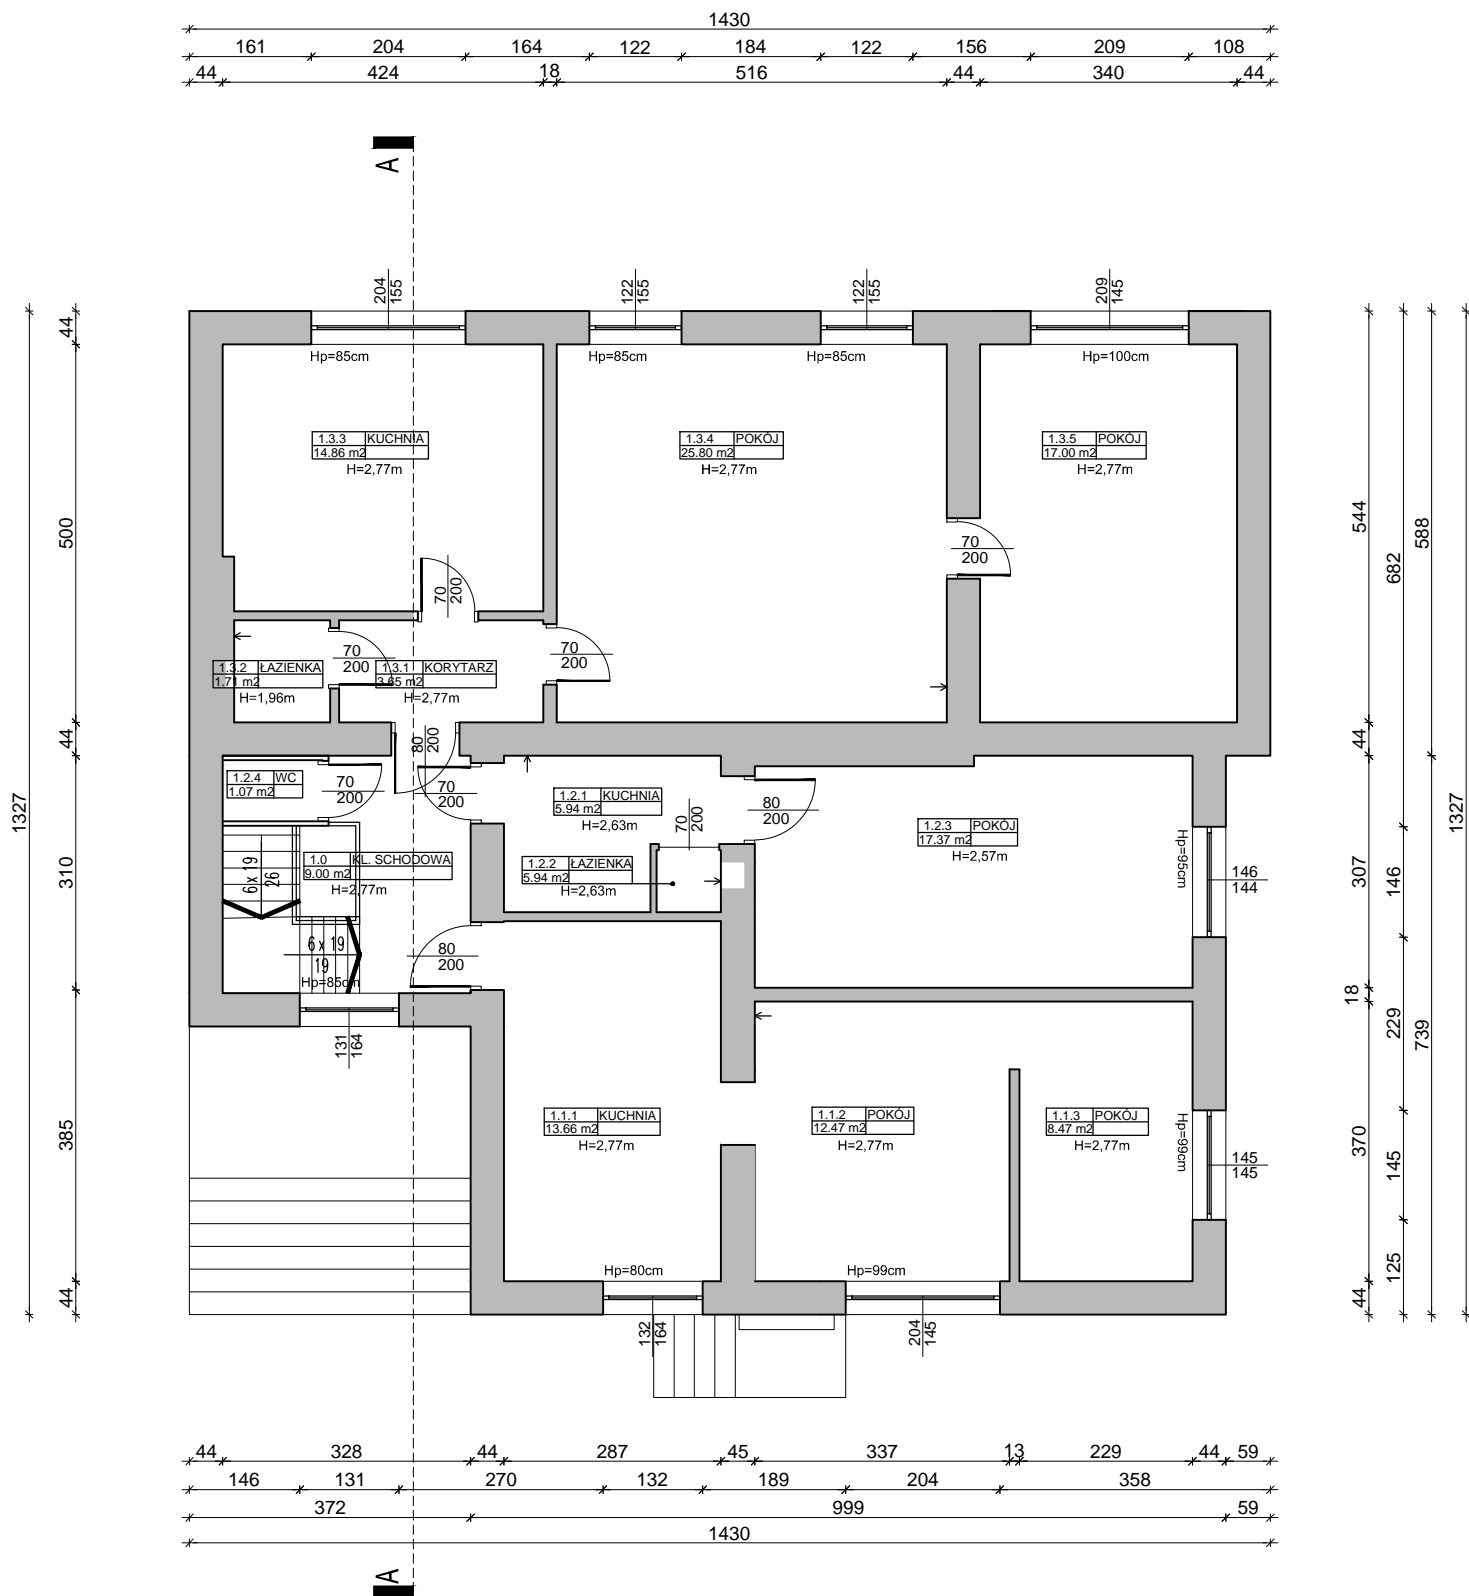 1430
161 204 164 122 184 122 156 209 108
44 424 18 516 44 340 44
A
204
155
122
155
122
155
209
145
Hp=85cm
Hp=85cm
Hp=85cm
Hp=100cm
1.3.3 KUCHNIA
14.86 m2
H=2,77m
1.3.4 POKÓJ
25.80 m2
H=2,77m
1.3.5 POKÓJ
17.00 m2
H=2,77m
70
200
70
200
70
200
70
200
1.3.2 ŁAZIENKA
1.71 m2
H=1,96m
1.3.1 KORYTARZ
3.65 m2
H=2,77m
80
200
70
200
70
200
1.2.4 WC
1.07 m2
1.2.1 KUCHNIA
5.94 m2
H=2,63m
70
200
80
200
1.2.3 POKÓJ
17.37 m2
H=2,57m
1.2.2 ŁAZIENKA
5.94 m2
H=2,63m
1.0 KL. SCHODOWA
9.00 m2
H=2,77m
6 x 19
26
6 x 19
19
Hp=85cm
80
200
Hp=95cm
146
144
131
164
1.1.1 KUCHNIA
13.66 m2
H=2,77m
1.1.2 POKÓJ
12.47 m2
H=2,77m
1.1.3 POKÓJ
8.47 m2
H=2,77m
Hp=99cm
145
145
Hp=80cm
Hp=99cm
132
164
204
145
1327
44
500
44
310
385
44
544
44
307
18
370
44
682
146
229
145
125
588
739
1327
44 328 44 287 45 337 13 229 44 59
146 131 270 132 189 204 358
372 999 59
1430
A